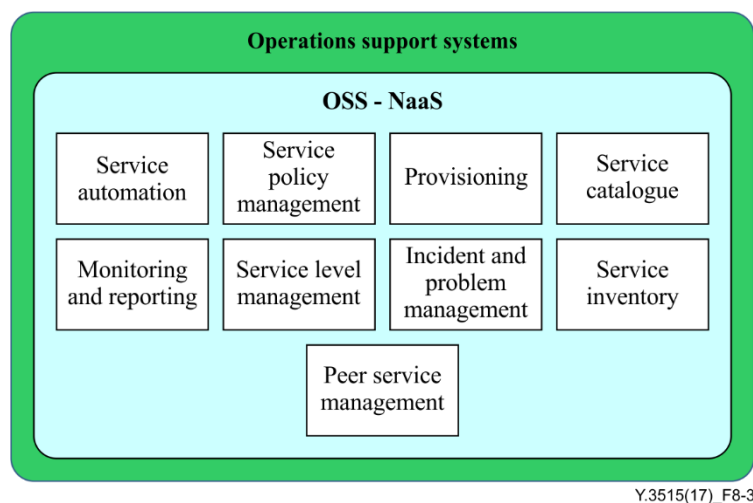 Operations support systems
OSS - NaaS
Service
automation
Service
policy
management
Provisioning
Service
catalogue
Monitoring
and reporting
Service level
management
Incident and
problem
management
Service
inventory
Peer service
management
Y.3515(17)_F8-3